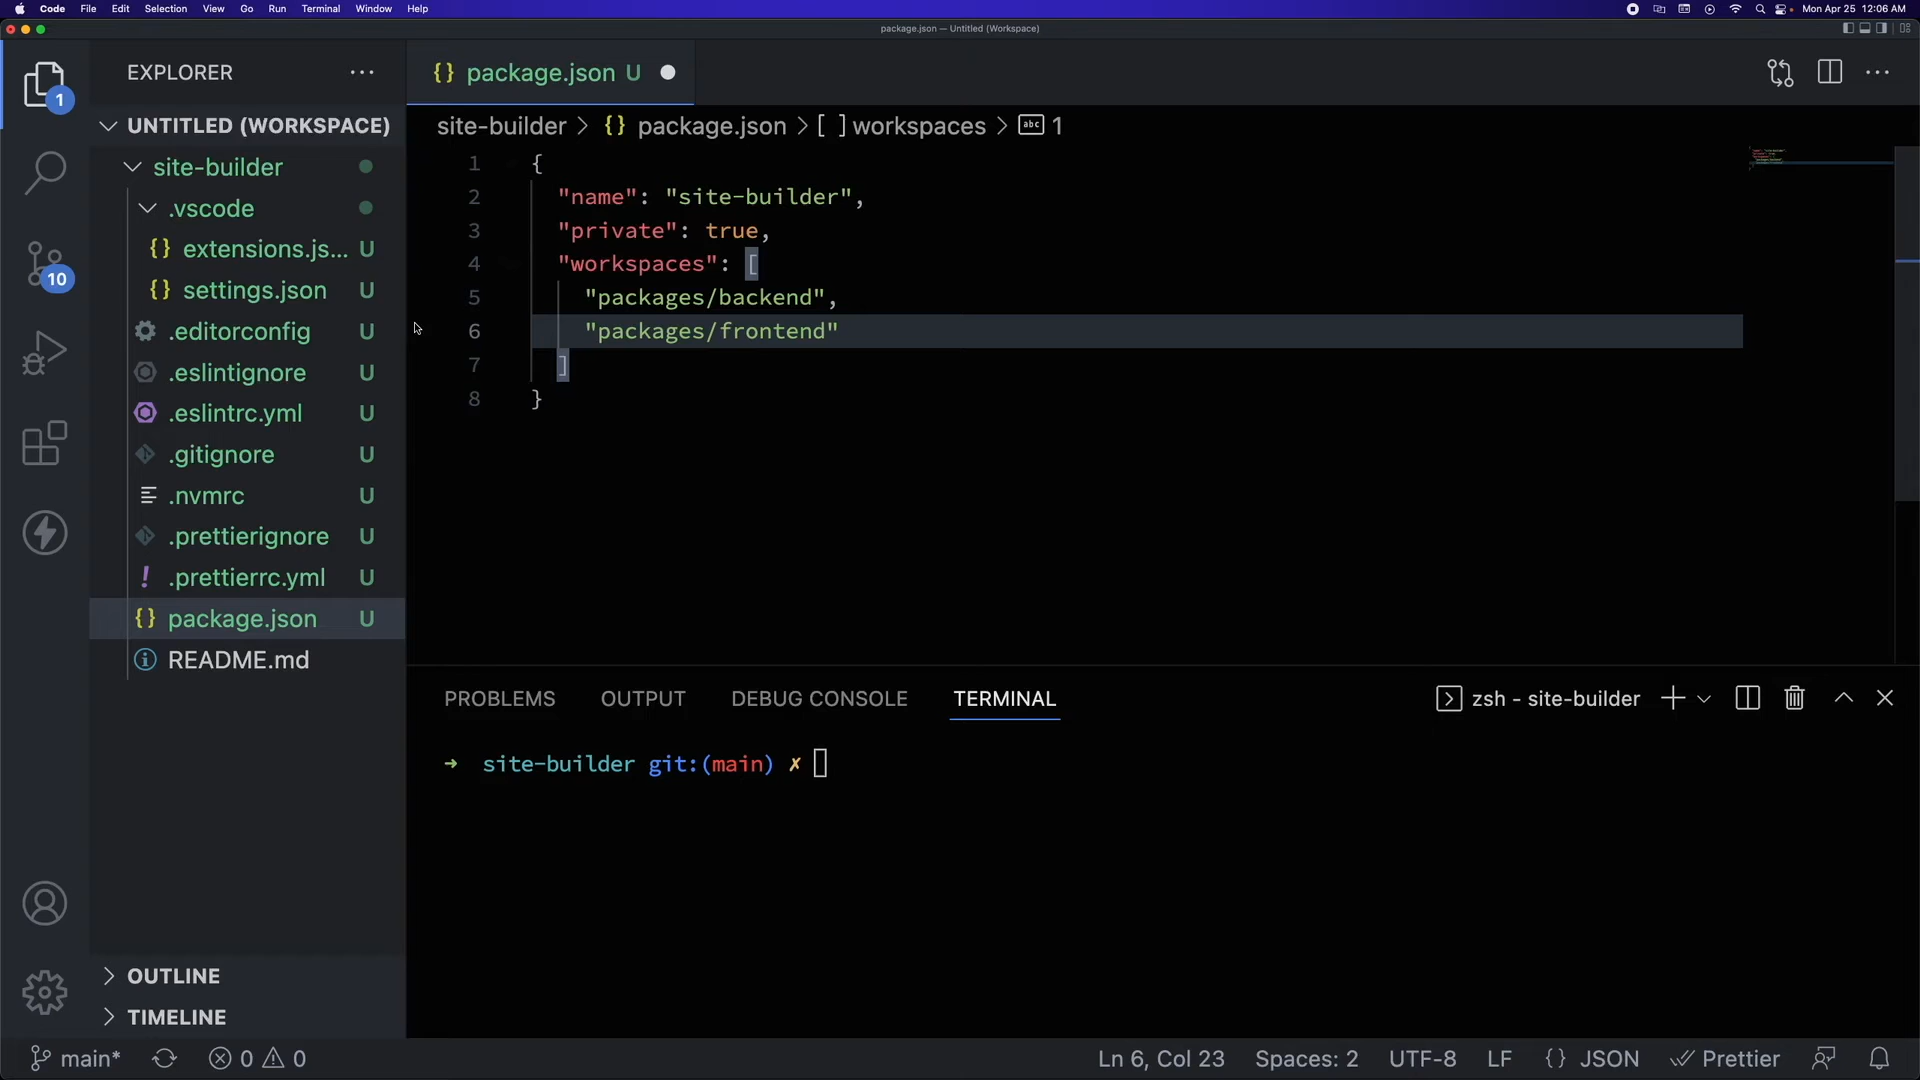 Code File Edit Selection View Go Run Terminal Window Help Mon Apr 25 12:06 AM
package.json — Untitled (Workspace)
EXPLORER
{} package.json U
1
UNTITLED (WORKSPACE)
site-builder > {} package.json > [ ] workspaces > abc 1
site-builder
.vscode
{} extensions.js... U
{} settings.json U
.editorconfig U
.eslintignore U
.eslintrc.yml U
.gitignore U
.nvmrc U
.prettierignore U
! .prettierrc.yml U
{} package.json U
README.md
10
1 {
2 "name": "site-builder",
3 "private": true,
4 "workspaces": [
5 "packages/backend",
6 "packages/frontend"
7 ]
8 }
PROBLEMS OUTPUT DEBUG CONSOLE TERMINAL zsh - site-builder
➜ site-builder git:(main) ✗
OUTLINE
TIMELINE
main* 0 0 Ln 6, Col 23 Spaces: 2 UTF-8 LF {} JSON Prettier